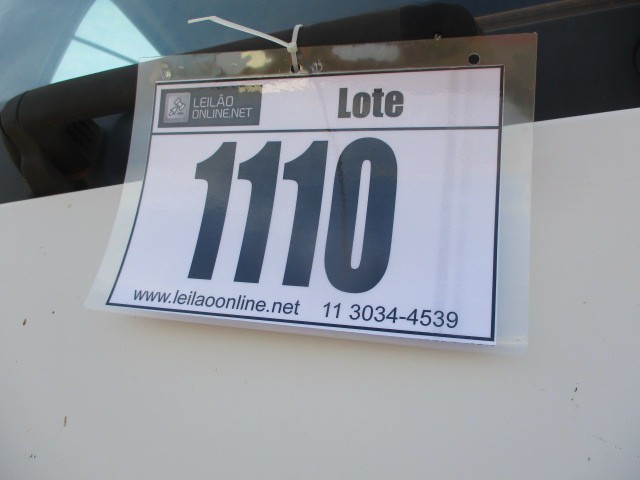 LEILÃO
ONLINE.NET
Lote
1110
www.leilaoonline.net 11 3034-4539